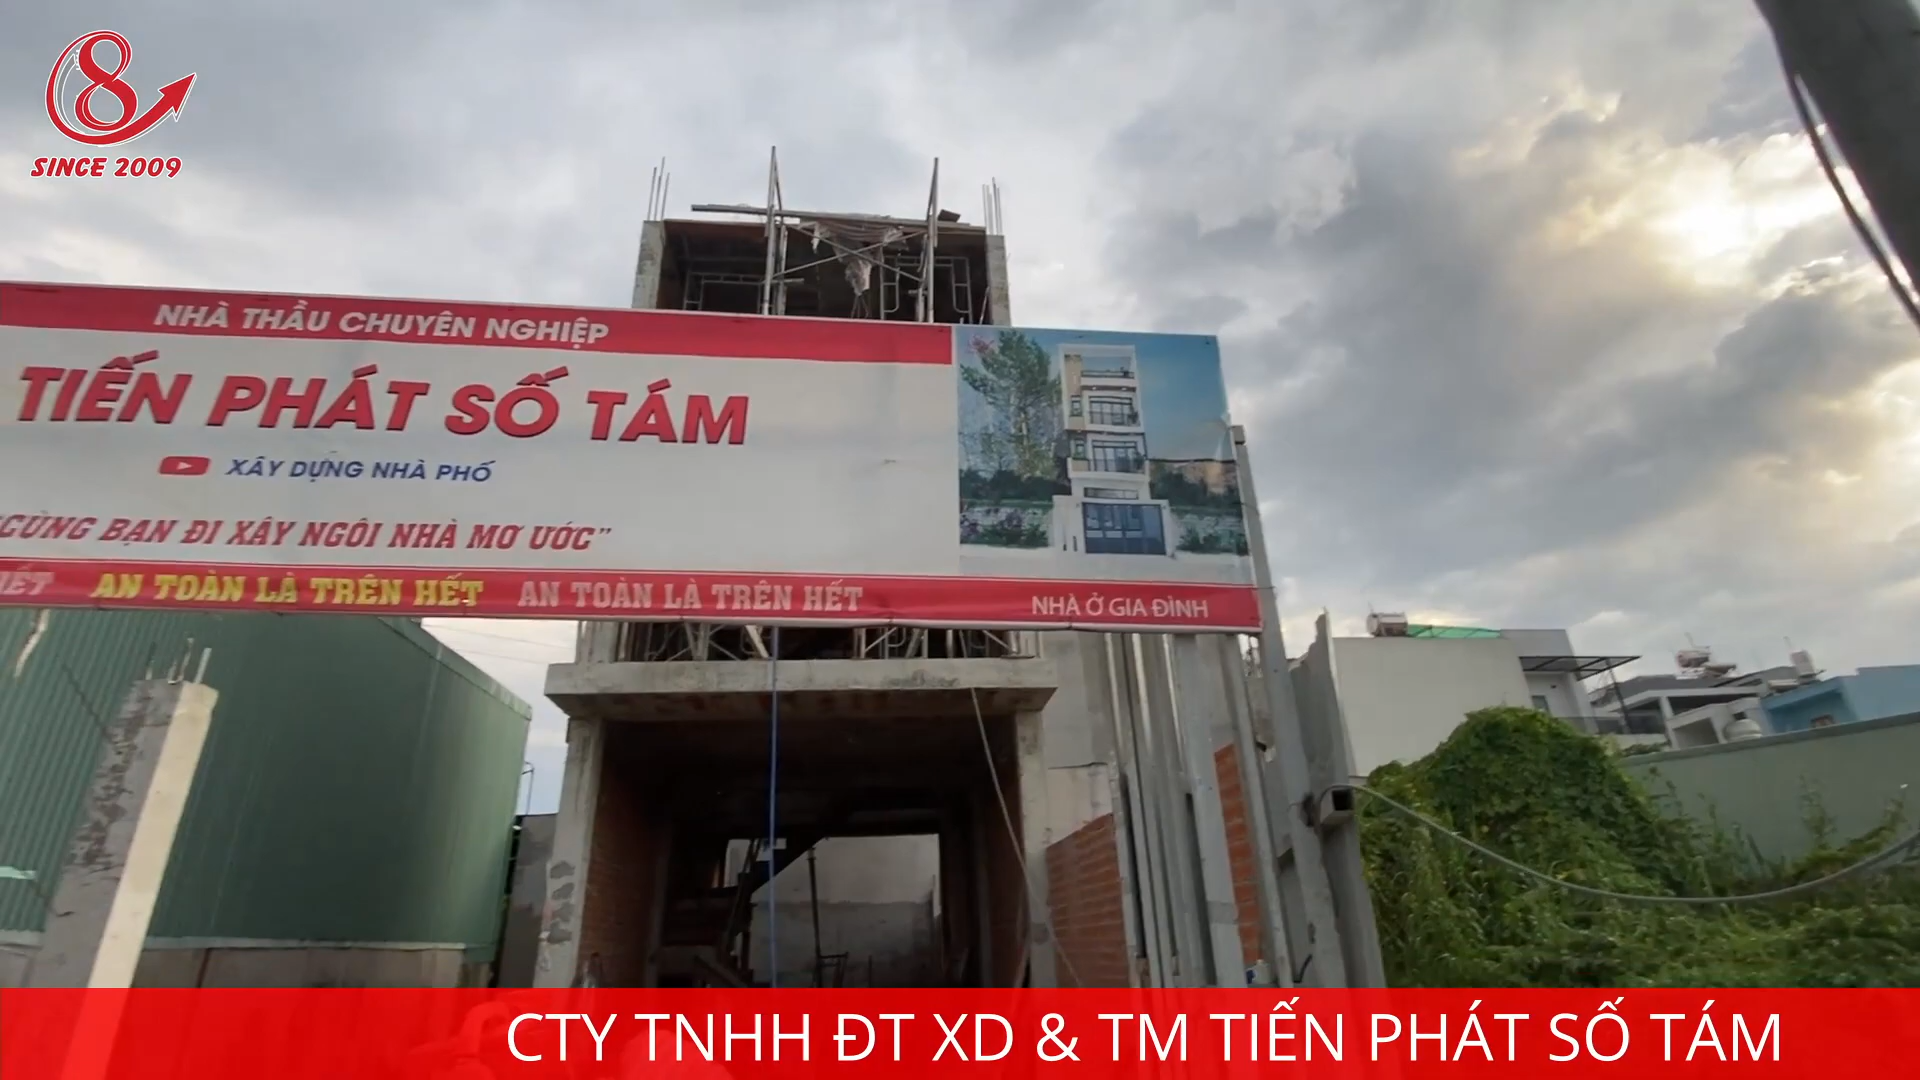 8
SINCE 2009
NHÀ THẦU CHUYÊN NGHIỆP
TIẾN PHÁT SỐ TÁM
XÂY DỰNG NHÀ PHỐ
CÙNG BẠN ĐI XÂY NGÔI NHÀ MƠ ƯỚC”
HẾT AN TOÀN LÀ TRÊN HẾT AN TOÀN LÀ TRÊN HẾT
NHÀ Ở GIA ĐÌNH
CTY TNHH ĐT XD & TM TIẾN PHÁT SỐ TÁM